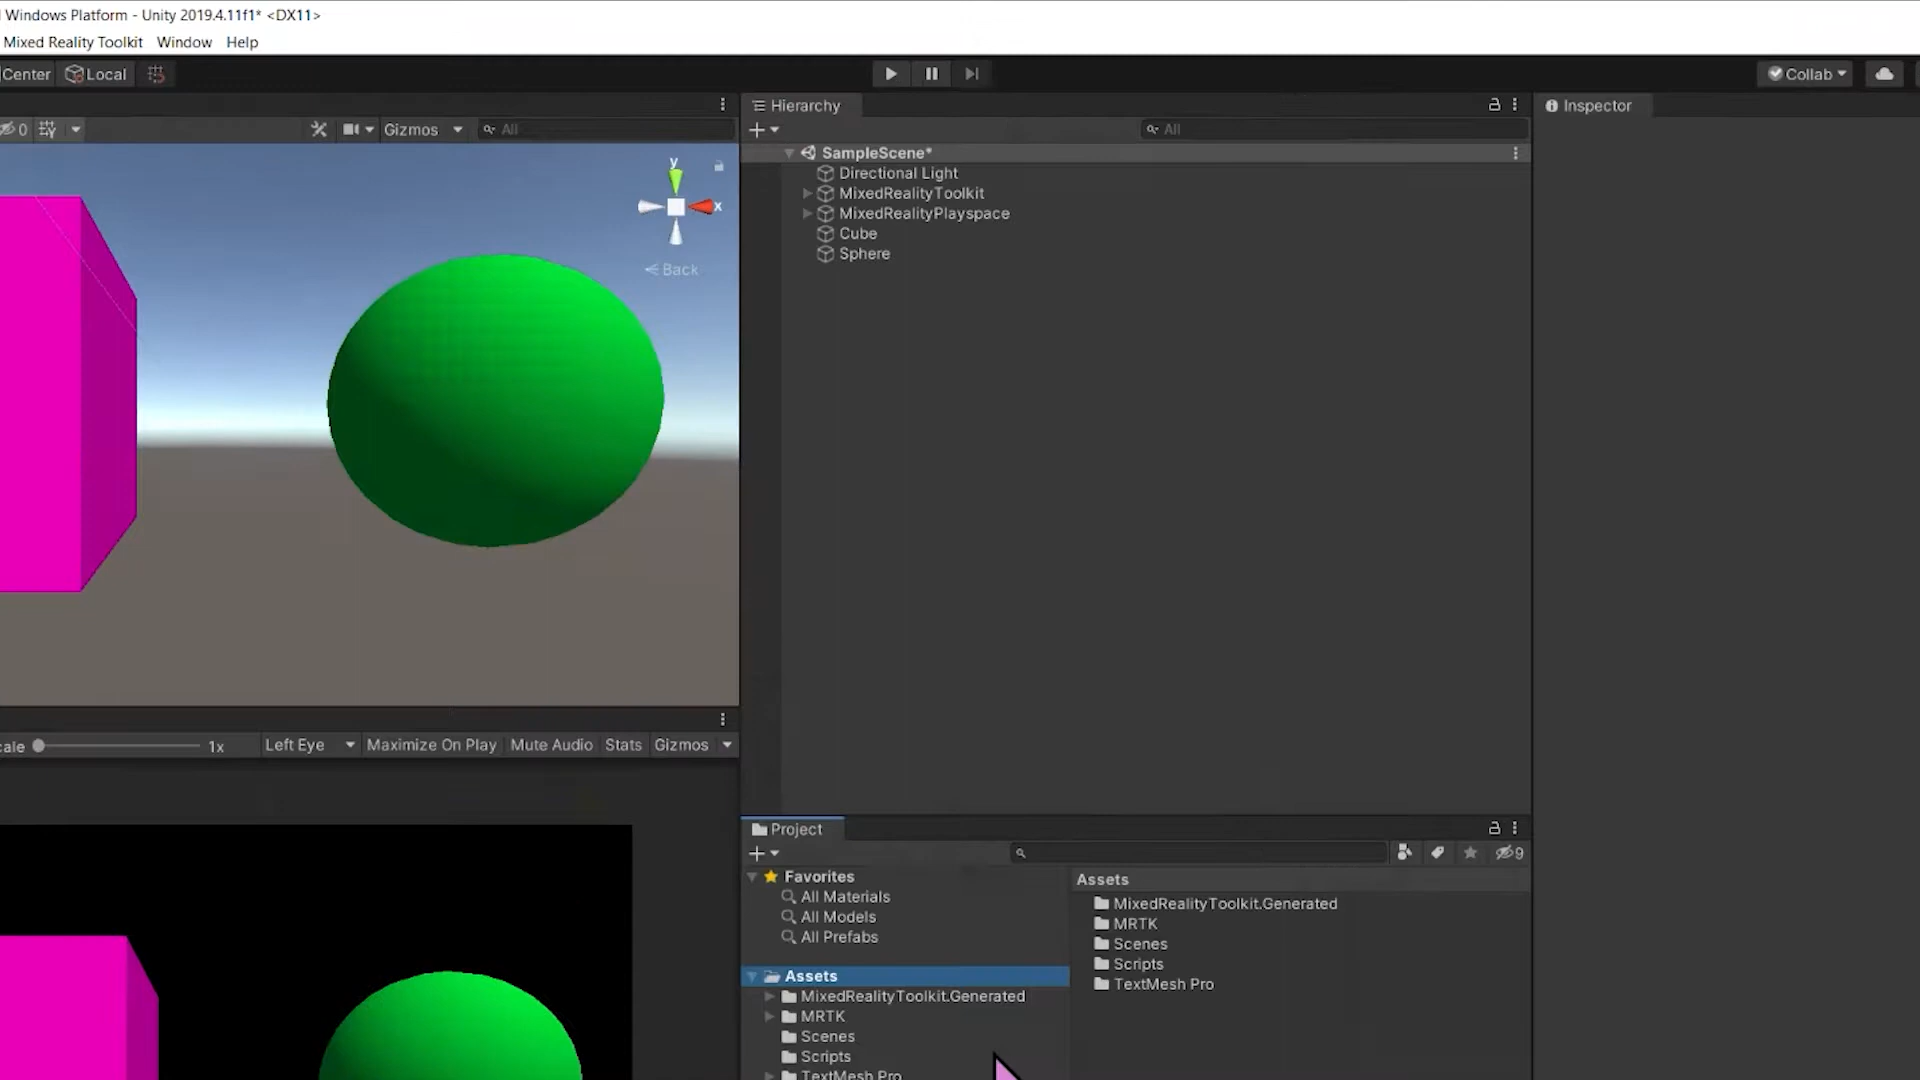 Windows Platform - Unity 2019.4.11f1* <DX11>
Mixed Reality Toolkit Window Help
Center Local Collab
Hierarchy Inspector
0 Gizmos All
All
SampleScene*
Directional Light
MixedRealityToolkit
MixedRealityPlayspace
Cube
Sphere
y
x
Back
cale 1x Left Eye Maximize On Play Mute Audio Stats Gizmos
Project
9
Favorites
All Materials
All Models
All Prefabs
Assets
MixedRealityToolkit.Generated
MRTK
Scenes
Scripts
TextMesh Pro
Assets
MixedRealityToolkit.Generated
MRTK
Scenes
Scripts
TextMesh Pro